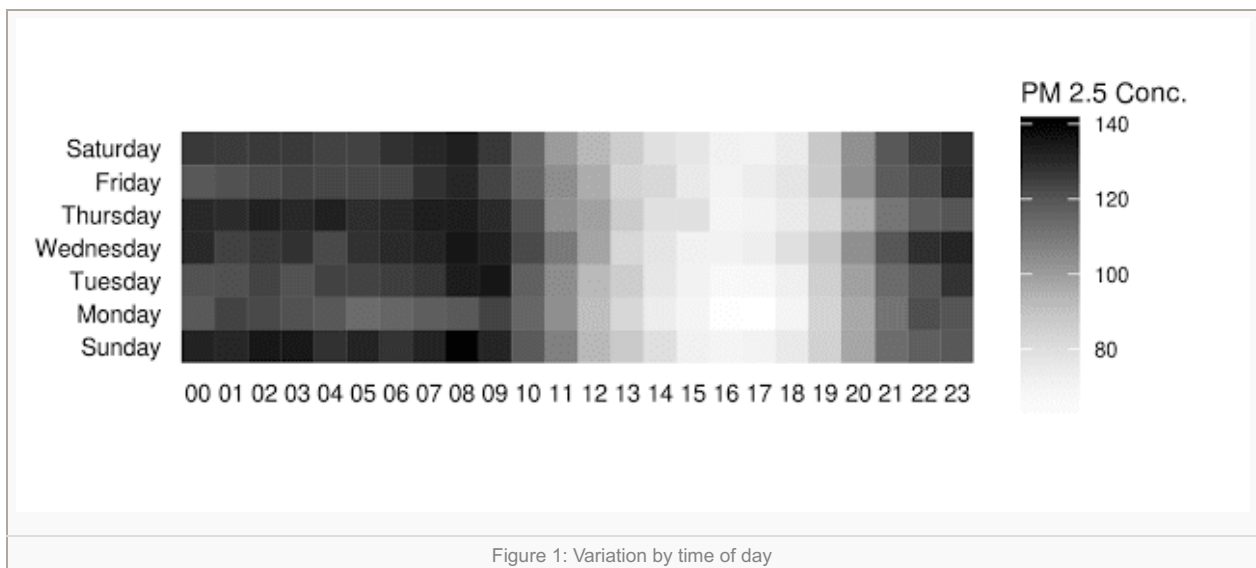 PM 2.5 Conc.
140
120
100
80
Saturday
Friday
Thursday
Wednesday
Tuesday
Monday
Sunday
00 01 02 03 04 05 06 07 08 09 10 11 12 13 14 15 16 17 18 19 20 21 22 23
Figure 1: Variation by time of day